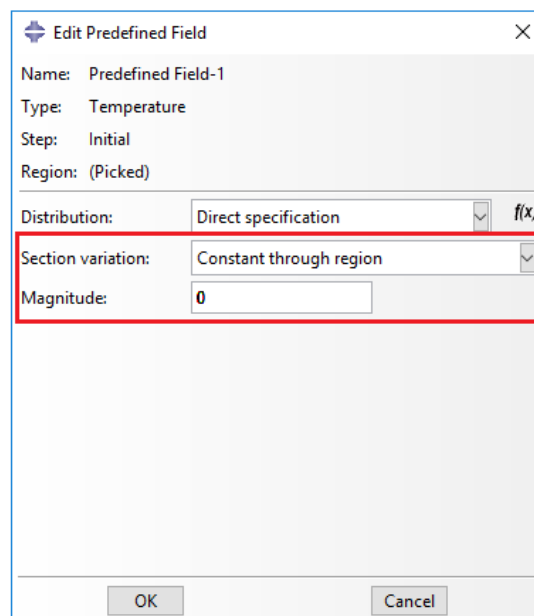 Edit Predefined Field
Name: Predefined Field-1
Type: Temperature
Step: Initial
Region: (Picked)
Distribution: Direct specification f(x,
Section variation: Constant through region
Magnitude: 0
OK Cancel